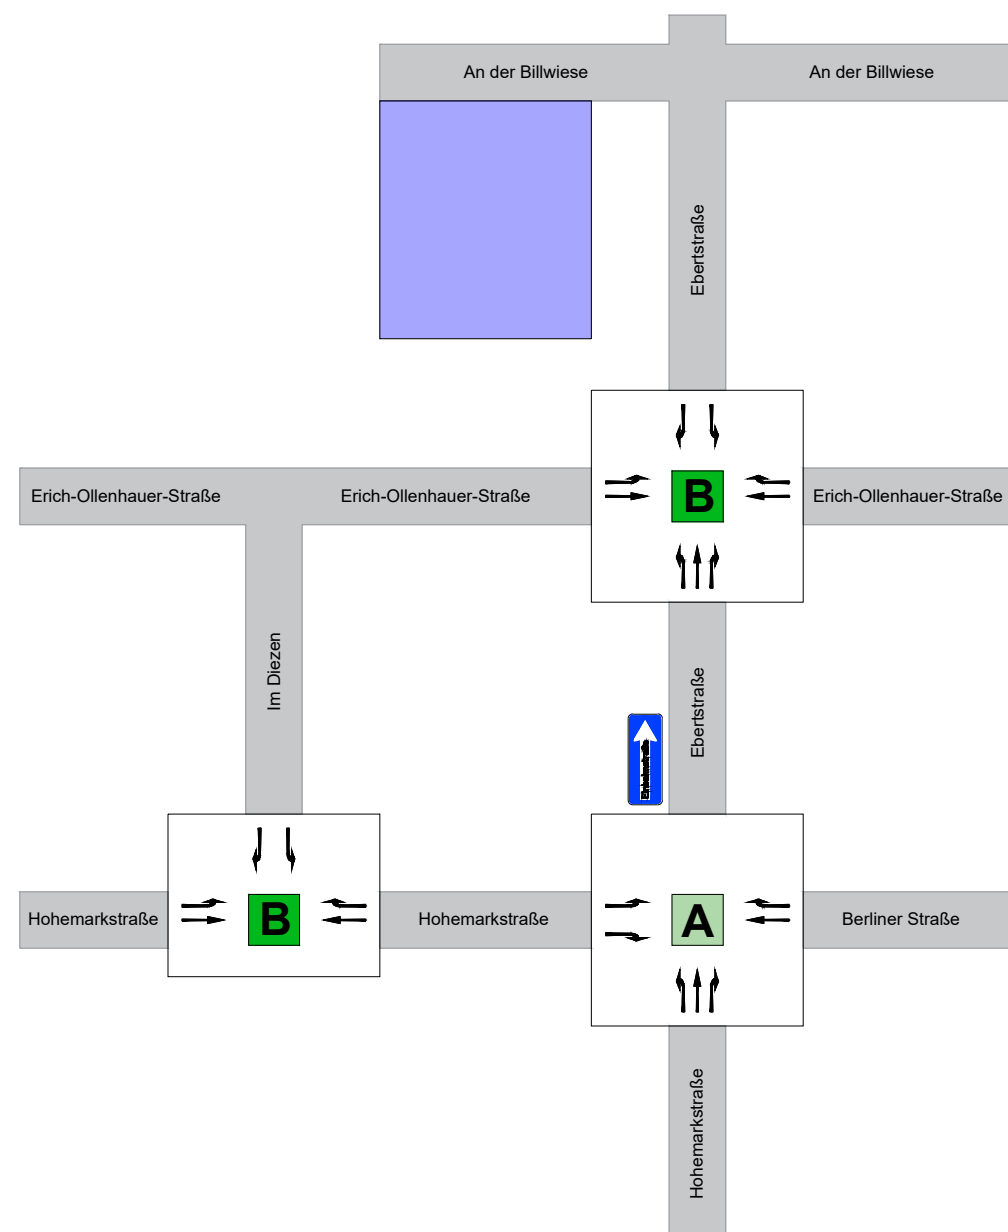 An der Billwiese
An der Billwiese
Ebertstraße
Erich-Ollenhauer-Straße
Erich-Ollenhauer-Straße
B
Erich-Ollenhauer-Straße
Im Diezen
Ebertstraße
Hohemarkstraße
B
Hohemarkstraße
A
Berliner Straße
Hohemarkstraße